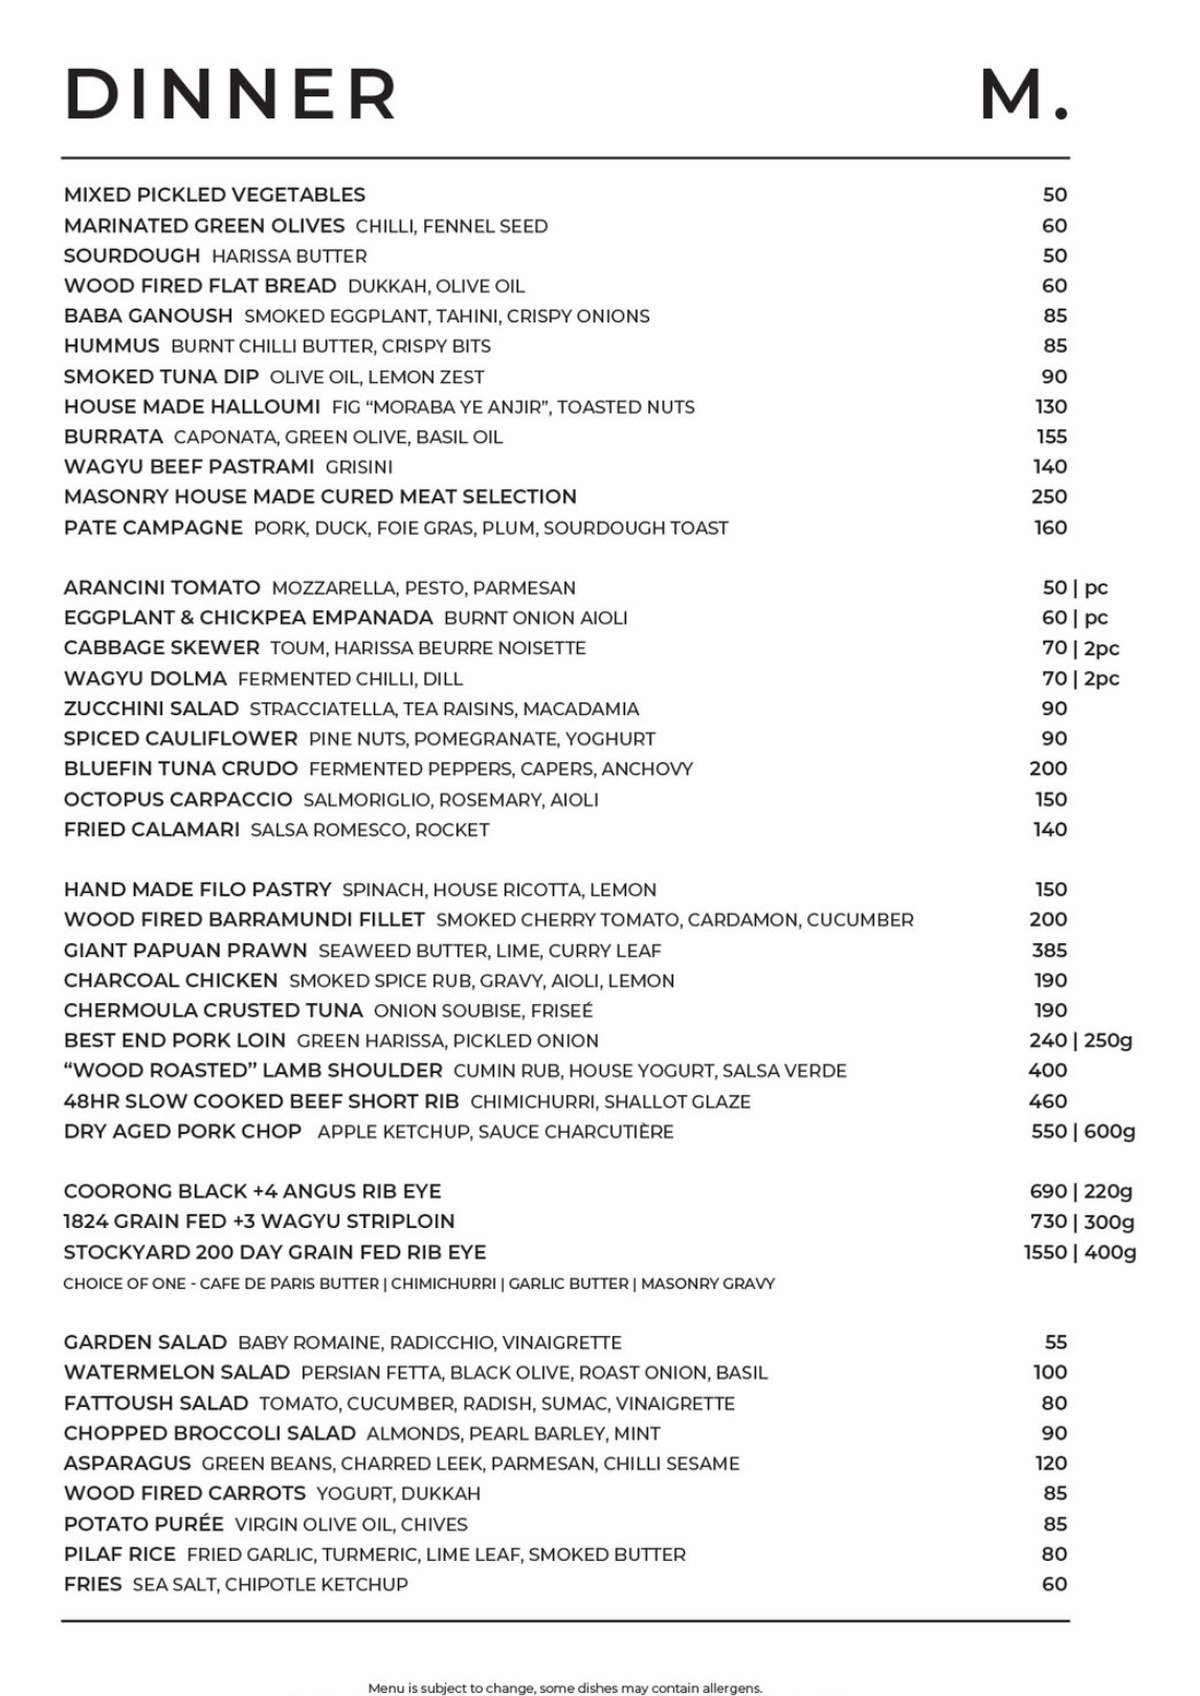 DINNER M.
MIXED PICKLED VEGETABLES 50
MARINATED GREEN OLIVES CHILLI, FENNEL SEED 60
SOURDOUGH HARISSA BUTTER 50
WOOD FIRED FLAT BREAD DUKKAH, OLIVE OIL 60
BABA GANOUSH SMOKED EGGPLANT, TAHINI, CRISPY ONIONS 85
HUMMUS BURNT CHILLI BUTTER, CRISPY BITS 85
SMOKED TUNA DIP OLIVE OIL, LEMON ZEST 90
HOUSE MADE HALLOUMI FIG “MORABA YE ANJIR”, TOASTED NUTS 130
BURRATA CAPONATA, GREEN OLIVE, BASIL OIL 155
WAGYU BEEF PASTRAMI GRISINI 140
MASONRY HOUSE MADE CURED MEAT SELECTION 250
PATE CAMPAGNE PORK, DUCK, FOIE GRAS, PLUM, SOURDOUGH TOAST 160
ARANCINI TOMATO MOZZARELLA, PESTO, PARMESAN 50 | pc
EGGPLANT & CHICKPEA EMPANADA BURNT ONION AIOLI 60 | pc
CABBAGE SKEWER TOUM, HARISSA BEURRE NOISETTE 70 | 2pc
WAGYU DOLMA FERMENTED CHILLI, DILL 70 | 2pc
ZUCCHINI SALAD STRACCIATELLA, TEA RAISINS, MACADAMIA 90
SPICED CAULIFLOWER PINE NUTS, POMEGRANATE, YOGHURT 90
BLUEFIN TUNA CRUDO FERMENTED PEPPERS, CAPERS, ANCHOVY 200
OCTOPUS CARPACCIO SALMORIGLIO, ROSEMARY, AIOLI 150
FRIED CALAMARI SALSA ROMESCO, ROCKET 140
HAND MADE FILO PASTRY SPINACH, HOUSE RICOTTA, LEMON 150
WOOD FIRED BARRAMUNDI FILLET SMOKED CHERRY TOMATO, CARDAMON, CUCUMBER 200
GIANT PAPUAN PRAWN SEAWEED BUTTER, LIME, CURRY LEAF 385
CHARCOAL CHICKEN SMOKED SPICE RUB, GRAVY, AIOLI, LEMON 190
CHERMOULA CRUSTED TUNA ONION SOUBISE, FRISEÉ 190
BEST END PORK LOIN GREEN HARISSA, PICKLED ONION 240 | 250g
“WOOD ROASTED” LAMB SHOULDER CUMIN RUB, HOUSE YOGURT, SALSA VERDE 400
48HR SLOW COOKED BEEF SHORT RIB CHIMICHURRI, SHALLOT GLAZE 460
DRY AGED PORK CHOP APPLE KETCHUP, SAUCE CHARCUTIÈRE 550 | 600g
COORONG BLACK +4 ANGUS RIB EYE 690 | 220g
1824 GRAIN FED +3 WAGYU STRIPLOIN 730 | 300g
STOCKYARD 200 DAY GRAIN FED RIB EYE 1550 | 400g
CHOICE OF ONE - CAFE DE PARIS BUTTER | CHIMICHURRI | GARLIC BUTTER | MASONRY GRAVY
GARDEN SALAD BABY ROMAINE, RADICCHIO, VINAIGRETTE 55
WATERMELON SALAD PERSIAN FETTA, BLACK OLIVE, ROAST ONION, BASIL 100
FATTOUSH SALAD TOMATO, CUCUMBER, RADISH, SUMAC, VINAIGRETTE 80
CHOPPED BROCCOLI SALAD ALMONDS, PEARL BARLEY, MINT 90
ASPARAGUS GREEN BEANS, CHARRED LEEK, PARMESAN, CHILLI SESAME 120
WOOD FIRED CARROTS YOGURT, DUKKAH 85
POTATO PURÉE VIRGIN OLIVE OIL, CHIVES 85
PILAF RICE FRIED GARLIC, TURMERIC, LIME LEAF, SMOKED BUTTER 80
FRIES SEA SALT, CHIPOTLE KETCHUP 60
Menu is subject to change, some dishes may contain allergens.